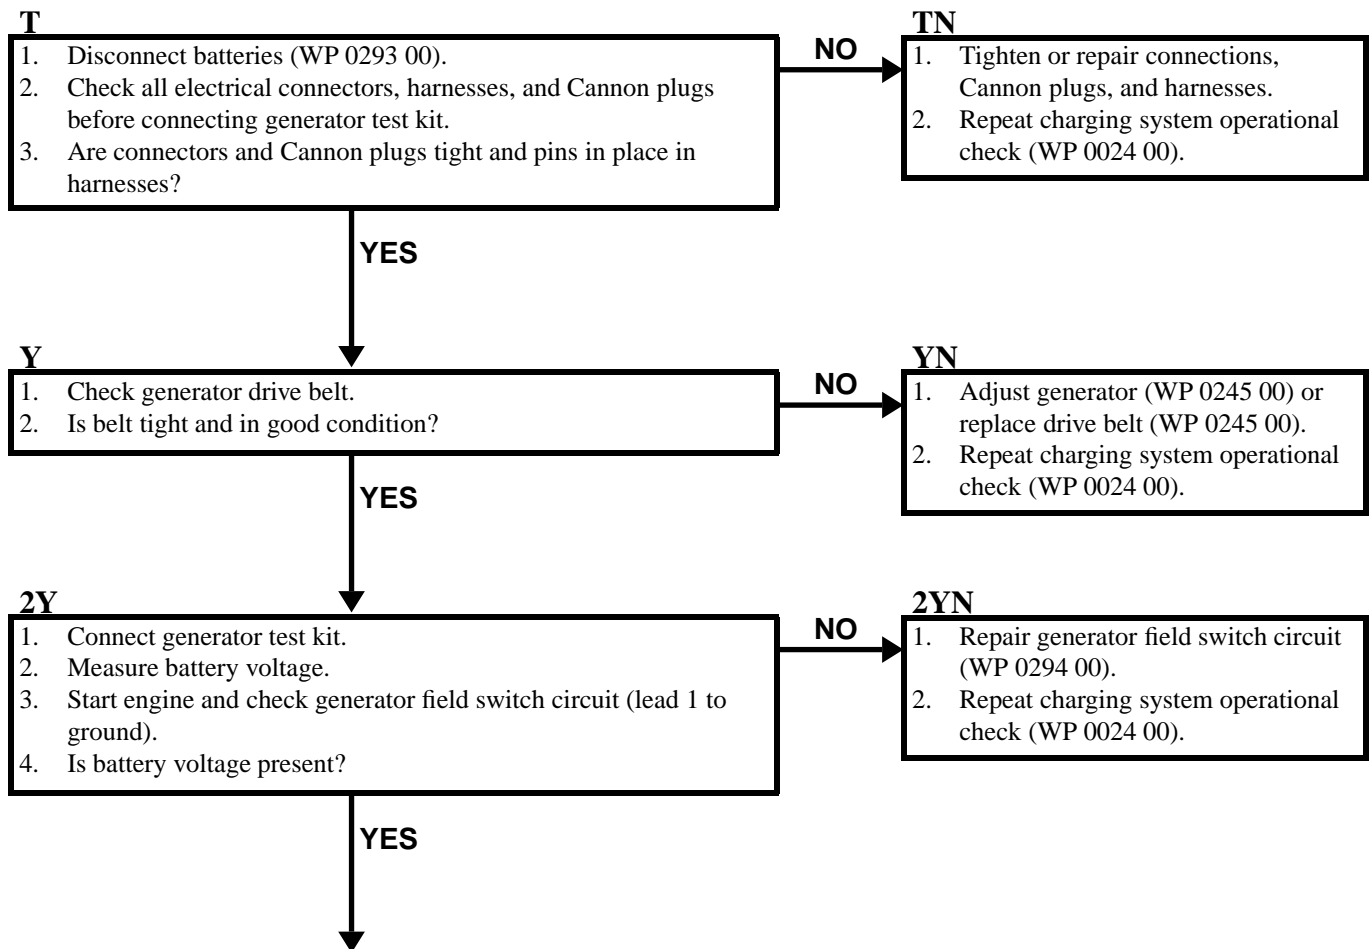 T
1. Disconnect batteries (WP 0293 00).
2. Check all electrical connectors, harnesses, and Cannon plugs
before connecting generator test kit.
3. Are connectors and Cannon plugs tight and pins in place in
harnesses?
NO
TN
1. Tighten or repair connections,
Cannon plugs, and harnesses.
2. Repeat charging system operational
check (WP 0024 00).
YES
Y
1. Check generator drive belt.
2. Is belt tight and in good condition?
NO
YN
1. Adjust generator (WP 0245 00) or
replace drive belt (WP 0245 00).
2. Repeat charging system operational
check (WP 0024 00).
YES
2Y
1. Connect generator test kit.
2. Measure battery voltage.
3. Start engine and check generator field switch circuit (lead 1 to
ground).
4. Is battery voltage present?
NO
2YN
1. Repair generator field switch circuit
(WP 0294 00).
2. Repeat charging system operational
check (WP 0024 00).
YES